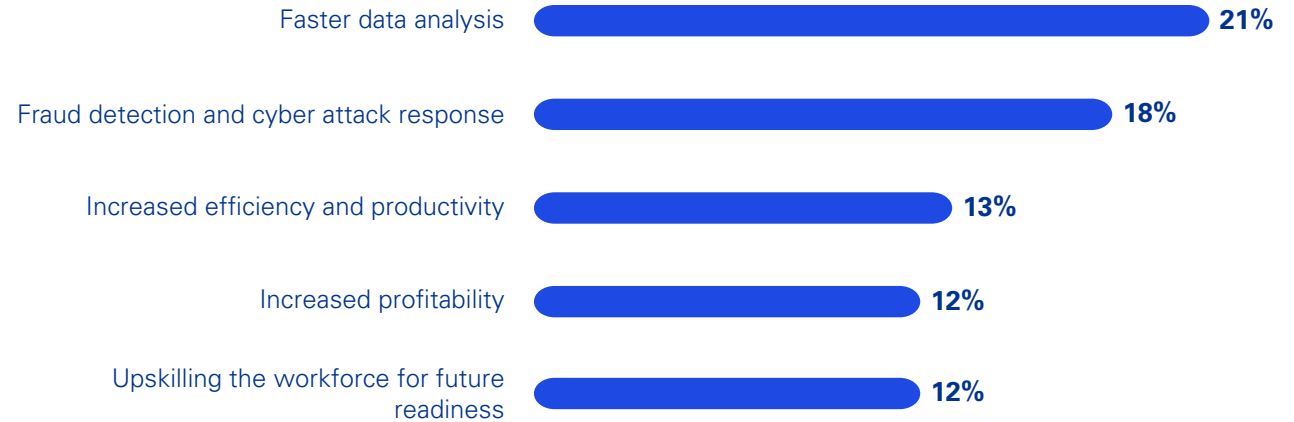 Faster data analysis 21%
Fraud detection and cyber attack response 18%
Increased efficiency and productivity 13%
Increased profitability 12%
Upskilling the workforce for future
readiness 12%